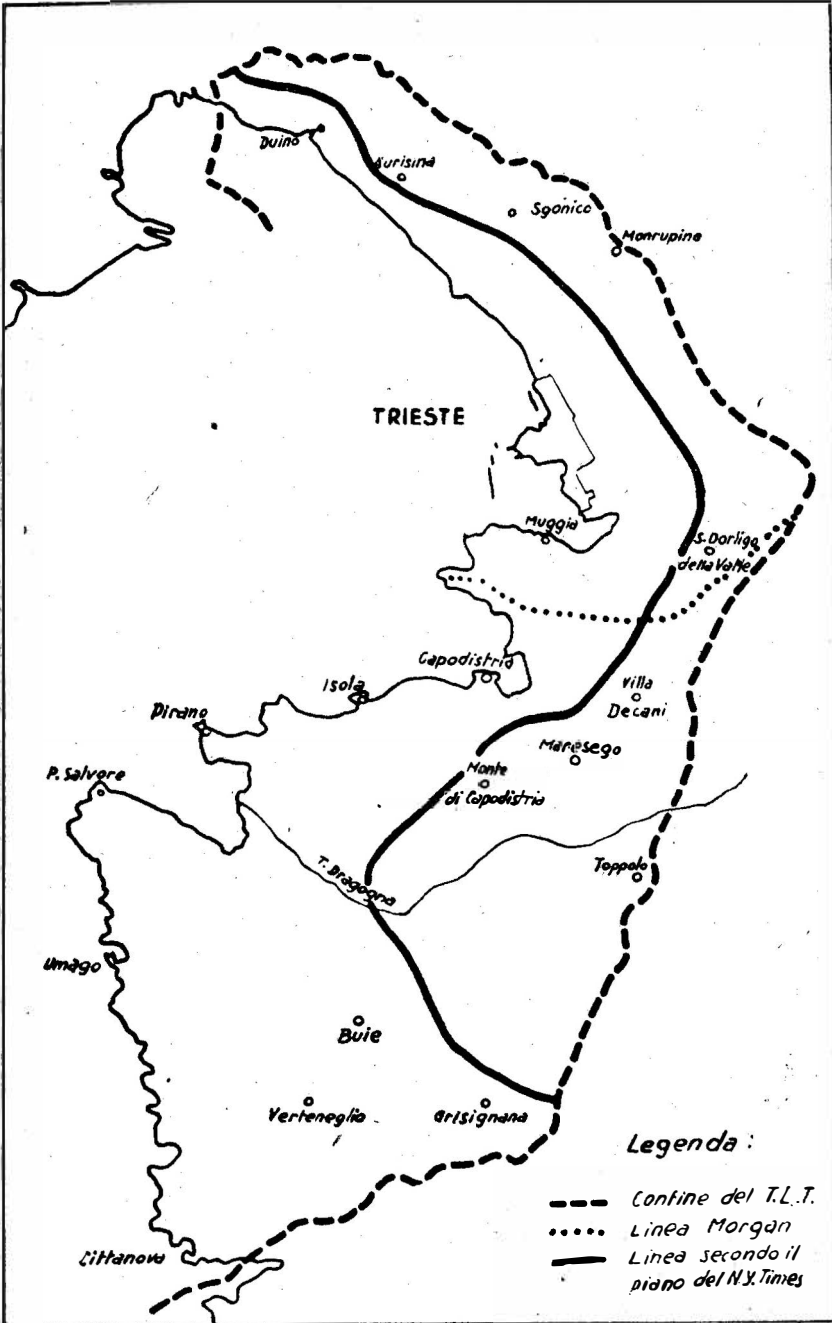 Duino
Aurisina
Sgonico
Monrupino
TRIESTE
Muggia
S. Dorligo
della Valle
Capodistria
Isola
Villa
Decani
Pirano
Maresego
P. Salvore
Monte
di Capodistria
T. Dragogna
Toppolo
Umago
Buie
Verteneglia
Grisignana
Cittanova
Legenda :
Confine del T.L.T.
Linea Morgan
Linea secondo il
piano del N.Y. Times